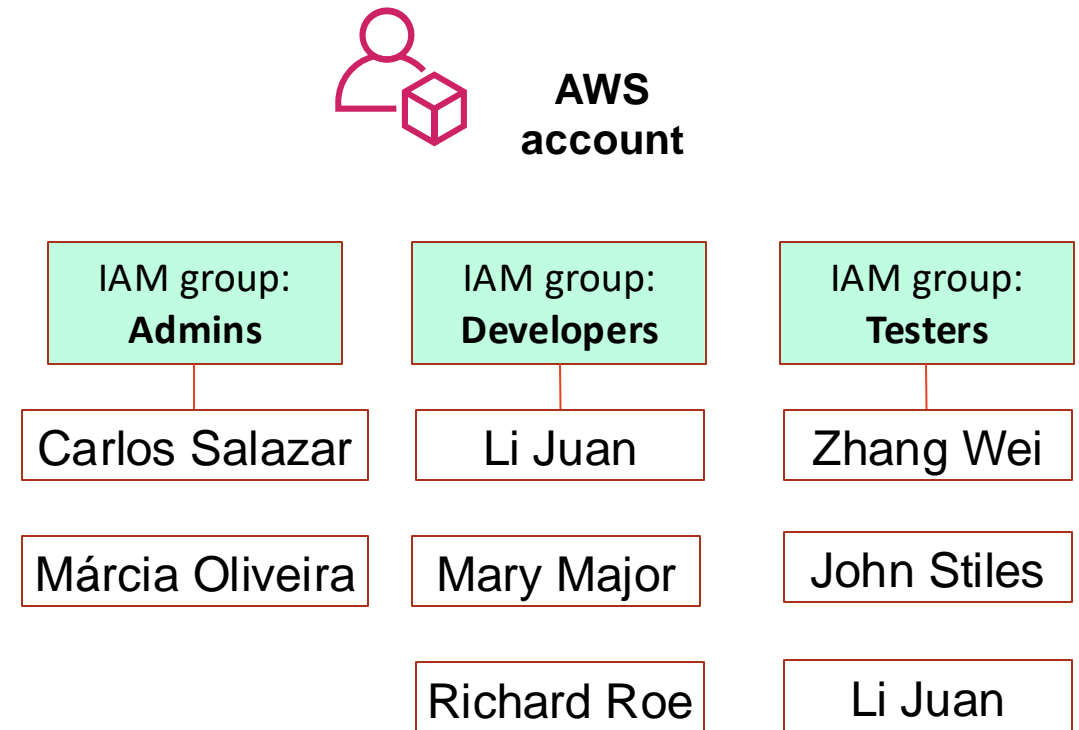 AWS
account
IAM group:
Admins
IAM group:
Developers
IAM group:
Testers
Carlos Salazar
Li Juan
Zhang Wei
Márcia Oliveira
Mary Major
John Stiles
Richard Roe
Li Juan